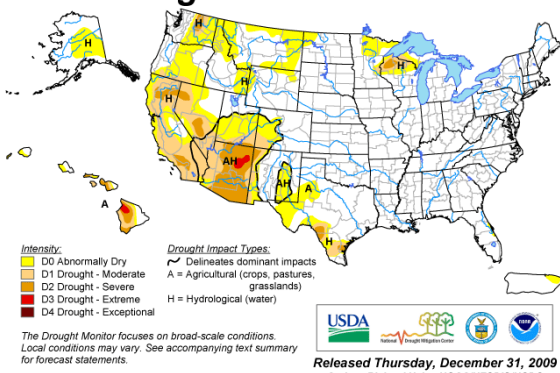 H
H
H
H
H
AH
AH
A
H
A
Intensity:
D0 Abnormally Dry
D1 Drought - Moderate
D2 Drought - Severe
D3 Drought - Extreme
D4 Drought - Exceptional
Drought Impact Types:
Delineates dominant impacts
A = Agricultural (crops, pastures,
grasslands)
H = Hydrological (water)
The Drought Monitor focuses on broad-scale conditions.
Local conditions may vary. See accompanying text summary
for forecast statements.
USDA
National Drought Mitigation Center
Released Thursday, December 31, 2009